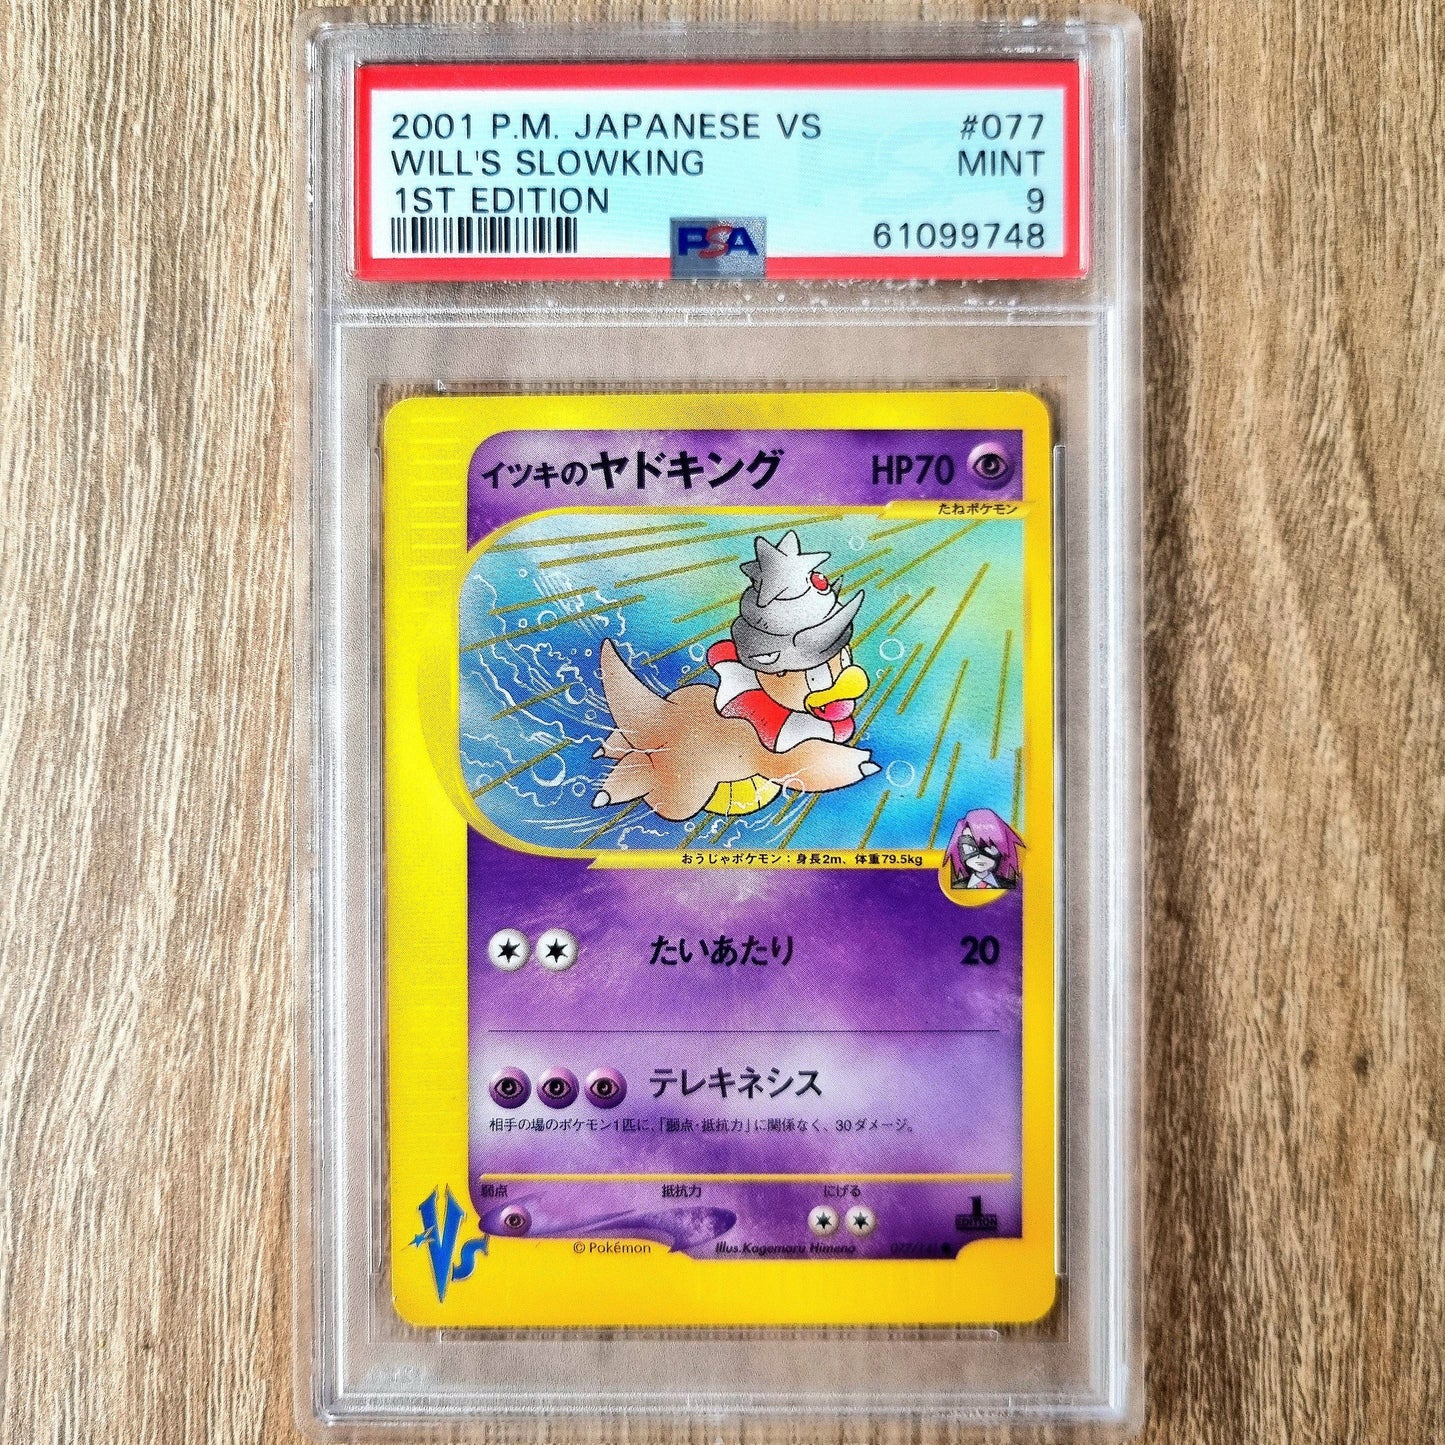 2001 P.M. JAPANESE VS #077
WILL'S SLOWKING MINT
1ST EDITION 9
PSA 61099748
イツキのヤドキング HP70
たねポケモン
おうじゃポケモン：身長2m、体重79.5kg
たいあたり 20
テレキネシス
相手の場のポケモン1匹に、「弱点・抵抗力」に関係なく、30ダメージ。
弱点 抵抗力 にげる
1 EDITION
VS
© Pokémon Illus. Kagemaru Himeno 077/141